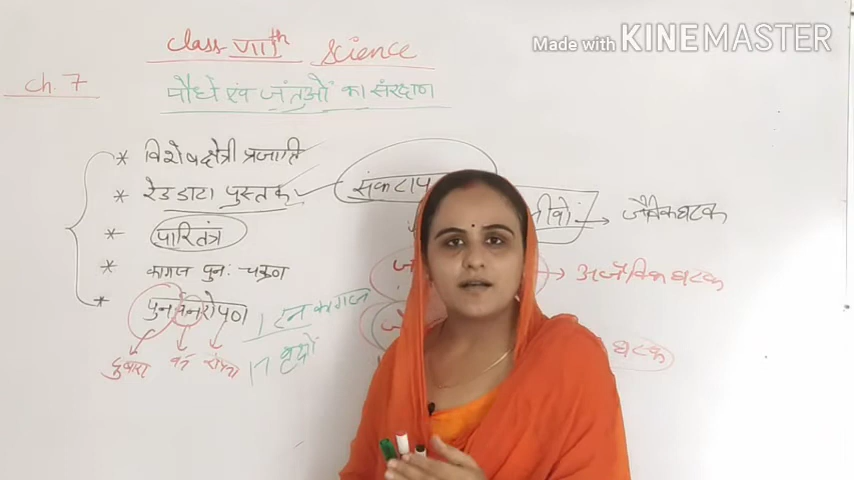 Made with KINEMASTER
Class VIIIth Science
Ch. 7
पौधे एवं जंतुओं का संरक्षण
* विशेषक्षेत्री प्रजाति
* रेड डाटा पुस्तक
संकटाप
जीवों → जैविक घटक
* पारितंत्र
* कागज पुनः चक्रण
→ अजैविक घटक
* पुनर्वनरोपण
1 टन कागज
17 वृक्षों
दुबारा वन रोपना
घटक